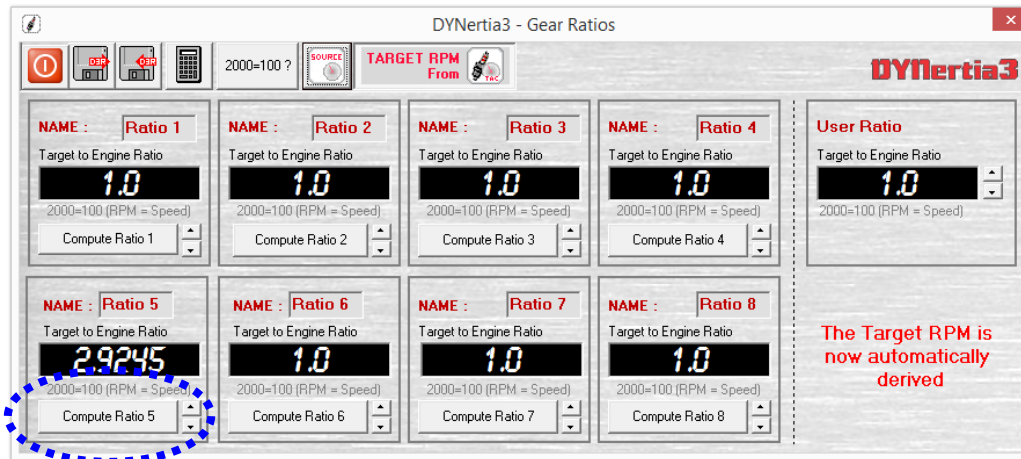 DYNertia3 - Gear Ratios
D3R
D3R
2000=100 ?
SOURCE
TARGET RPM
From
TAC
DYNertia3
NAME : Ratio 1
Target to Engine Ratio
1.0
2000=100 (RPM = Speed)
Compute Ratio 1
NAME : Ratio 2
Target to Engine Ratio
1.0
2000=100 (RPM = Speed)
Compute Ratio 2
NAME : Ratio 3
Target to Engine Ratio
1.0
2000=100 (RPM = Speed)
Compute Ratio 3
NAME : Ratio 4
Target to Engine Ratio
1.0
2000=100 (RPM = Speed)
Compute Ratio 4
User Ratio
Target to Engine Ratio
1.0
2000=100 (RPM = Speed)
NAME : Ratio 5
Target to Engine Ratio
2.9245
2000=100 (RPM = Speed)
Compute Ratio 5
NAME : Ratio 6
Target to Engine Ratio
1.0
2000=100 (RPM = Speed)
Compute Ratio 6
NAME : Ratio 7
Target to Engine Ratio
1.0
2000=100 (RPM = Speed)
Compute Ratio 7
NAME : Ratio 8
Target to Engine Ratio
1.0
2000=100 (RPM = Speed)
Compute Ratio 8
The Target RPM is
now automatically
derived